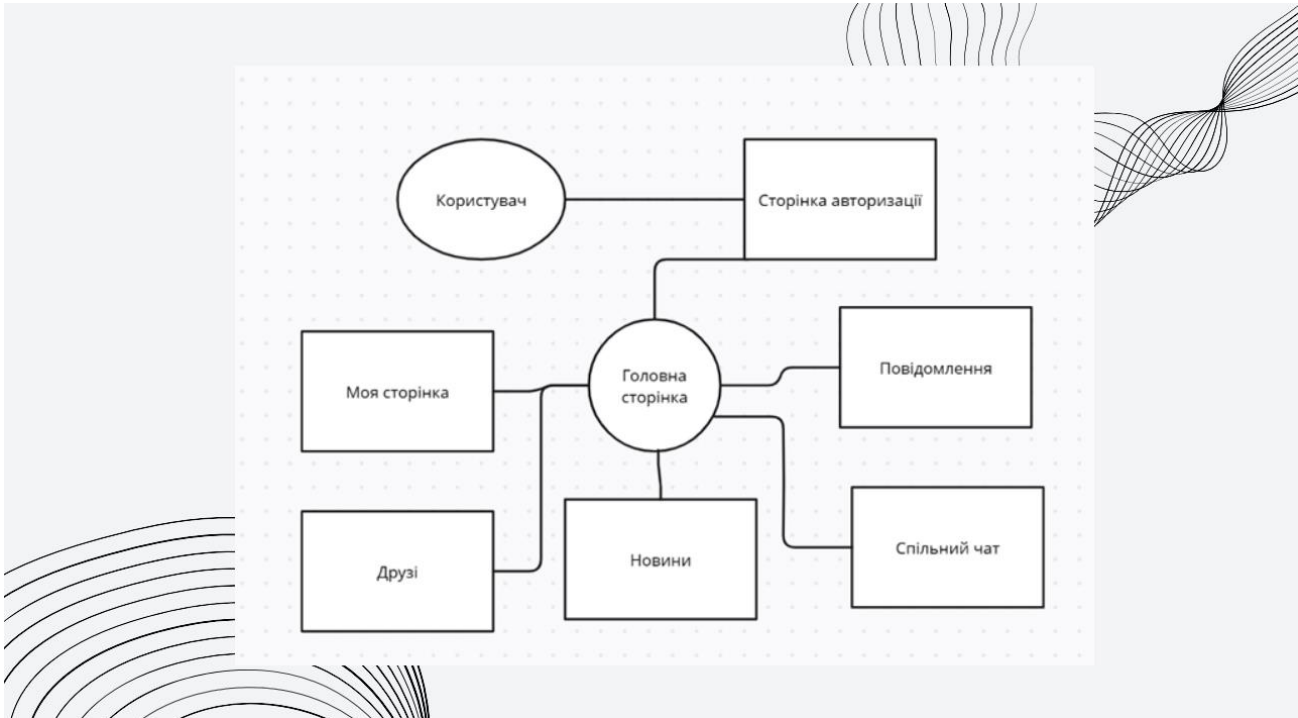 Користувач
Сторінка авторизації
Головна
сторінка
Повідомлення
Моя сторінка
Спільний чат
Новини
Друзі